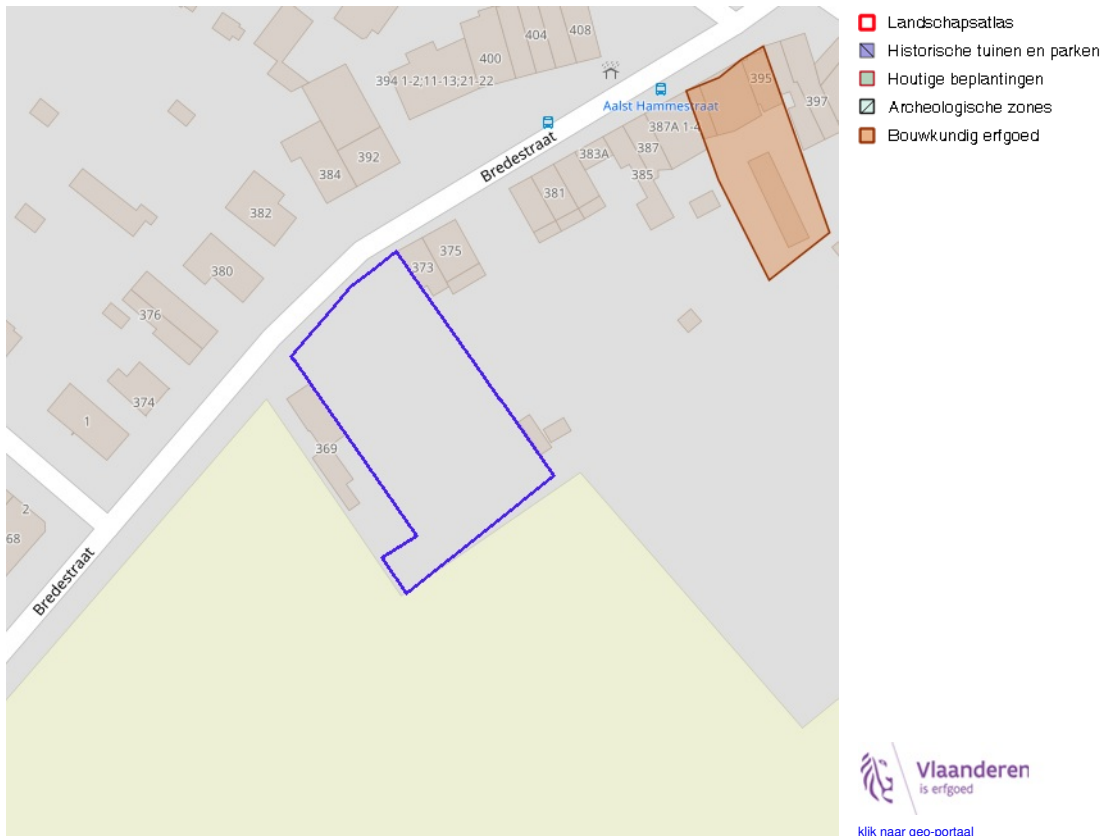 Landschapsatlas
Historische tuinen en parken
Houtige beplantingen
Archeologische zones
Bouwkundig erfgoed
408
404
400
394 1-2;11-13;21-22
Aalst Hammestraat
395
397
387A 1-4
387
385
383A
381
392
384
Bredestraat
382
380
376
375
373
374
1
369
2
68
Bredestraat
Vlaanderen
is erfgoed
klik naar geo-portaal